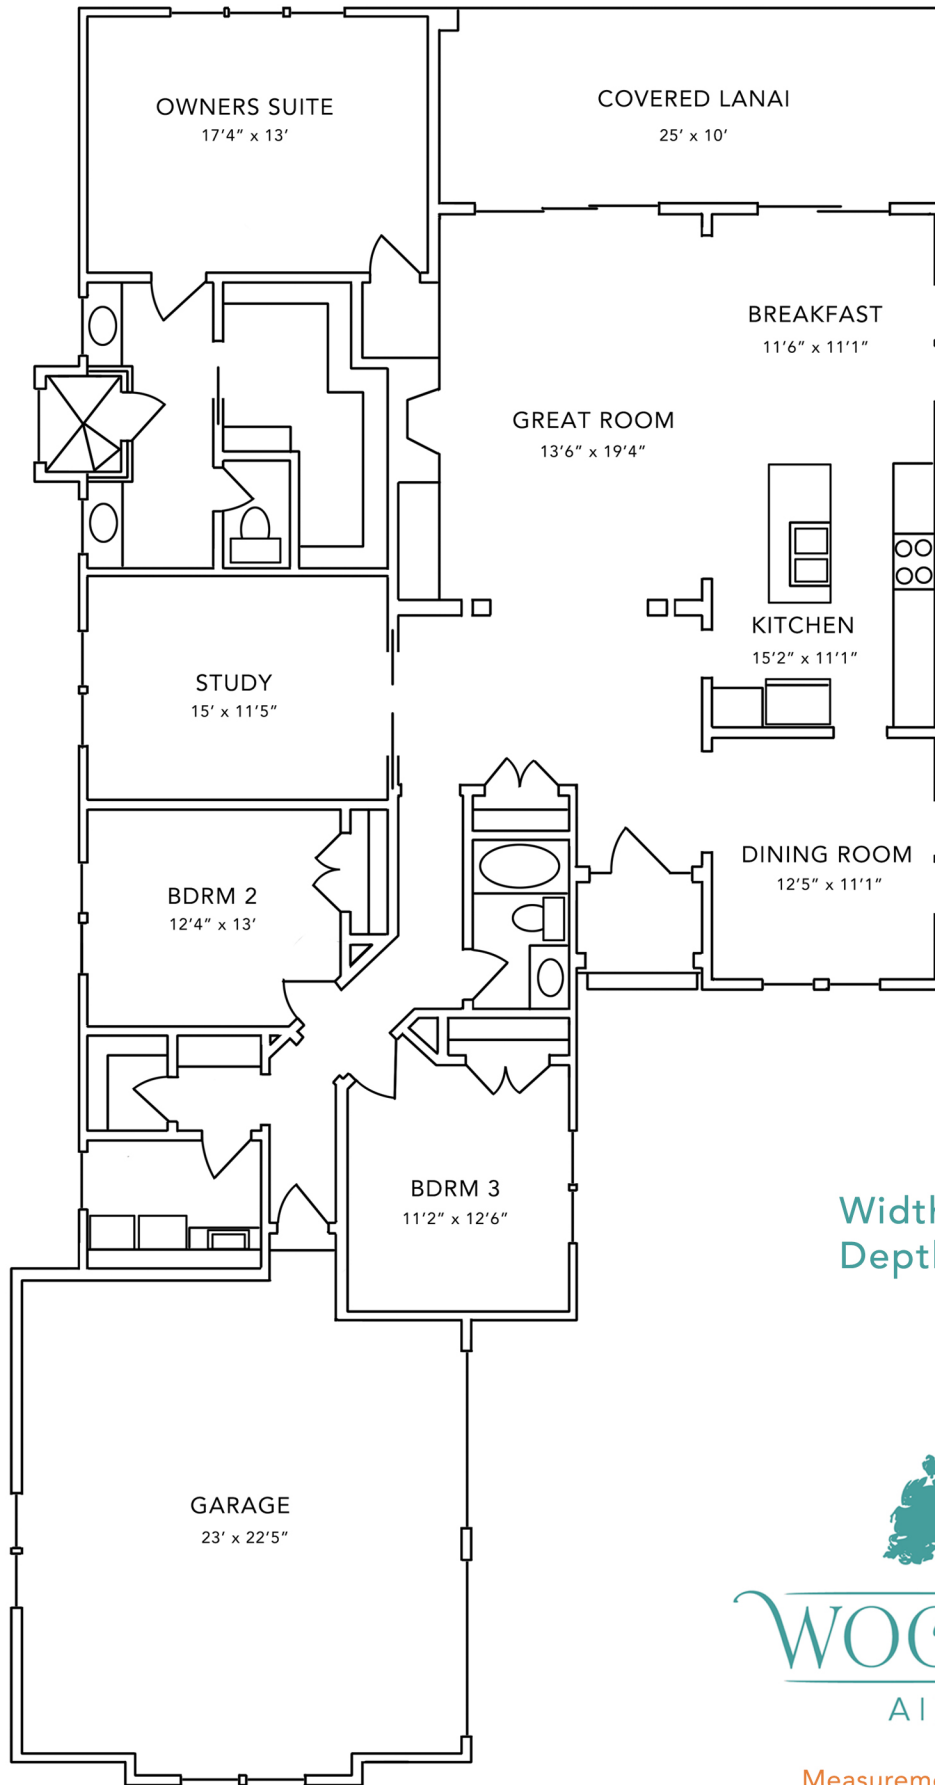 OWNERS SUITE
17'4" x 13'
COVERED LANAI
25' x 10'
BREAKFAST
11'6" x 11'1"
GREAT ROOM
13'6" x 19'4"
KITCHEN
15'2" x 11'1"
STUDY
15' x 11'5"
DINING ROOM
12'5" x 11'1"
BDRM 2
12'4" x 13'
BDRM 3
11'2" x 12'6"
Width
Depth
GARAGE
23' x 22'5"